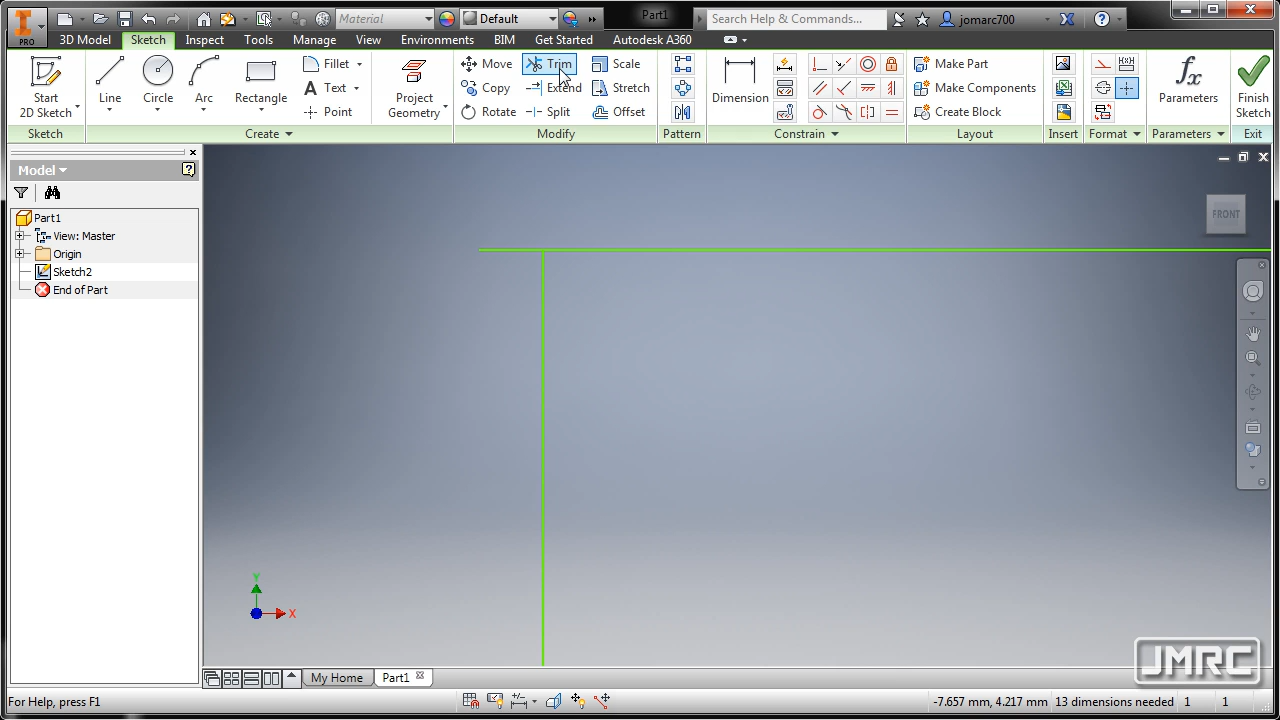 PRO
Material
Default
Part1
Search Help & Commands...
jomarc700
3D Model
Sketch
Inspect
Tools
Manage
View
Environments
BIM
Get Started
Autodesk A360
Start
2D Sketch
Line
Circle
Arc
Rectangle
Fillet
Text
Point
Project
Geometry
Move
Copy
Rotate
Trim
Extend
Split
Scale
Stretch
Offset
Dimension
Make Part
Make Components
Create Block
fx
Parameters
Finish
Sketch
Sketch
Create
Modify
Pattern
Constrain
Layout
Insert
Format
Parameters
Exit
Model
Part1
View: Master
Origin
Sketch2
End of Part
FRONT
Y
X
JMRC
My Home
Part1
For Help, press F1
-7.657 mm, 4.217 mm
13 dimensions needed
1
1